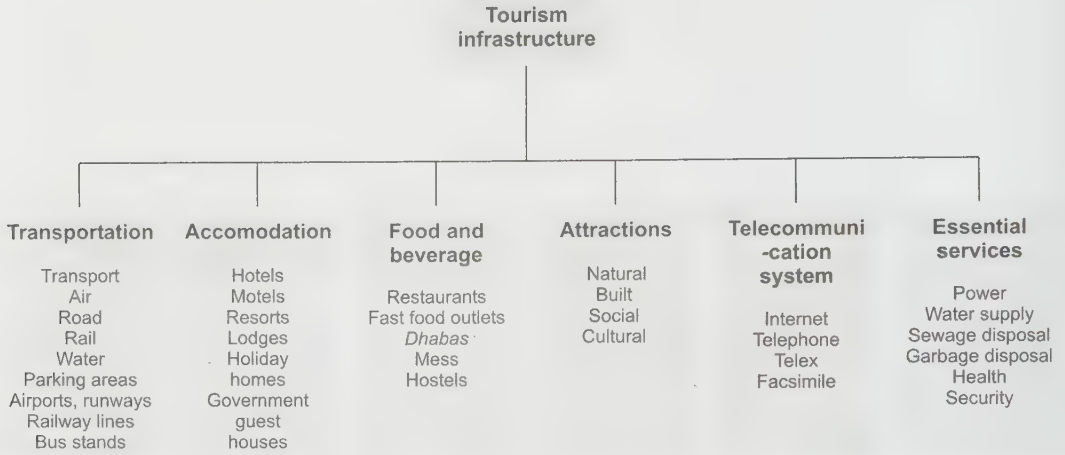 Tourism
infrastructure
Transportation
Transport
Air
Road
Rail
Water
Parking areas
Airports, runways
Railway lines
Bus stands
Accomodation
Hotels
Motels
Resorts
Lodges
Holiday
homes
Government
guest
houses
Food and
beverage
Restaurants
Fast food outlets
Dhabas
Mess
Hostels
Attractions
Natural
Built
Social
Cultural
Telecommuni
-cation
system
Internet
Telephone
Telex
Facsimile
Essential
services
Power
Water supply
Sewage disposal
Garbage disposal
Health
Security